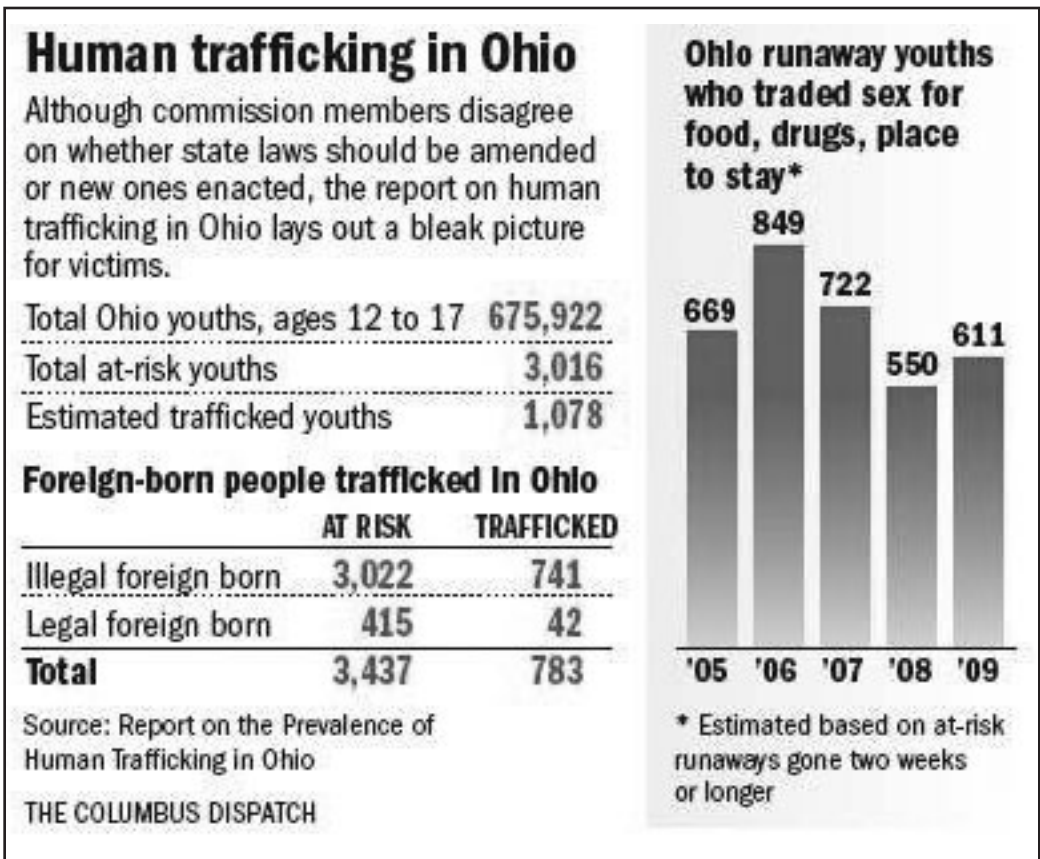 Human trafficking in Ohio
Although commission members disagree
on whether state laws should be amended
or new ones enacted, the report on human
trafficking in Ohio lays out a bleak picture
for victims.
Total Ohio youths, ages 12 to 17 675,922
Total at-risk youths 3,016
Estimated trafficked youths 1,078
Foreign-born people trafficked in Ohio
AT RISK TRAFFICKED
Illegal foreign born 3,022 741
Legal foreign born 415 42
Total 3,437 783
Source: Report on the Prevalence of
Human Trafficking in Ohio
THE COLUMBUS DISPATCH
Ohio runaway youths
who traded sex for
food, drugs, place
to stay*
849
722
669
611
550
'05 '06 '07 '08 '09
* Estimated based on at-risk
runaways gone two weeks
or longer